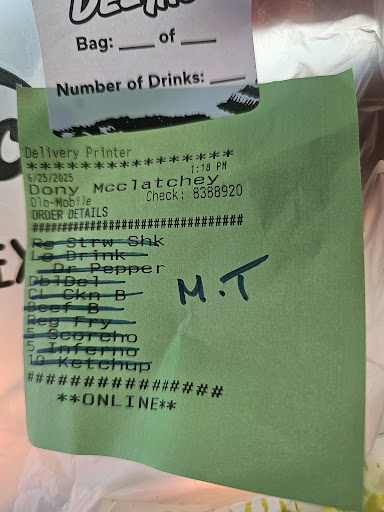 Bag: ___ of ___
Number of Drinks: ___
Delivery Printer
****************
5/25/2025 1:18 PM
Dony Mcclatchey
Olo-Mobile Check: 8388920
ORDER DETAILS
##############################
Rg Strw Shk
Lg Drink
Dr Pepper
DblDel
Cl Ckn B
Beef B
Reg Fry
5 Scorcho
5 Inferno
10 Ketchup
M.T
################
**ONLINE**